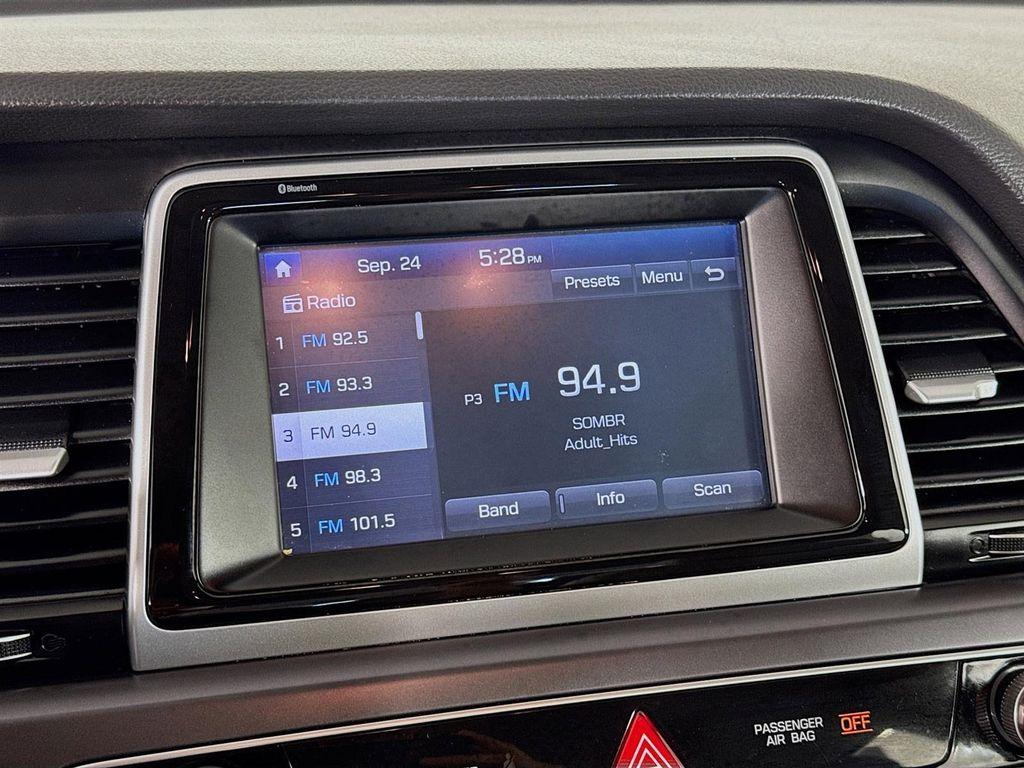 Bluetooth
Sep. 24
5:28 PM
Presets
Menu
Radio
1 FM 92.5
2 FM 93.3
3 FM 94.9
4 FM 98.3
5 FM 101.5
P3 FM 94.9
SOMBR
Adult_Hits
Band
Info
Scan
PASSENGER
AIR BAG
OFF